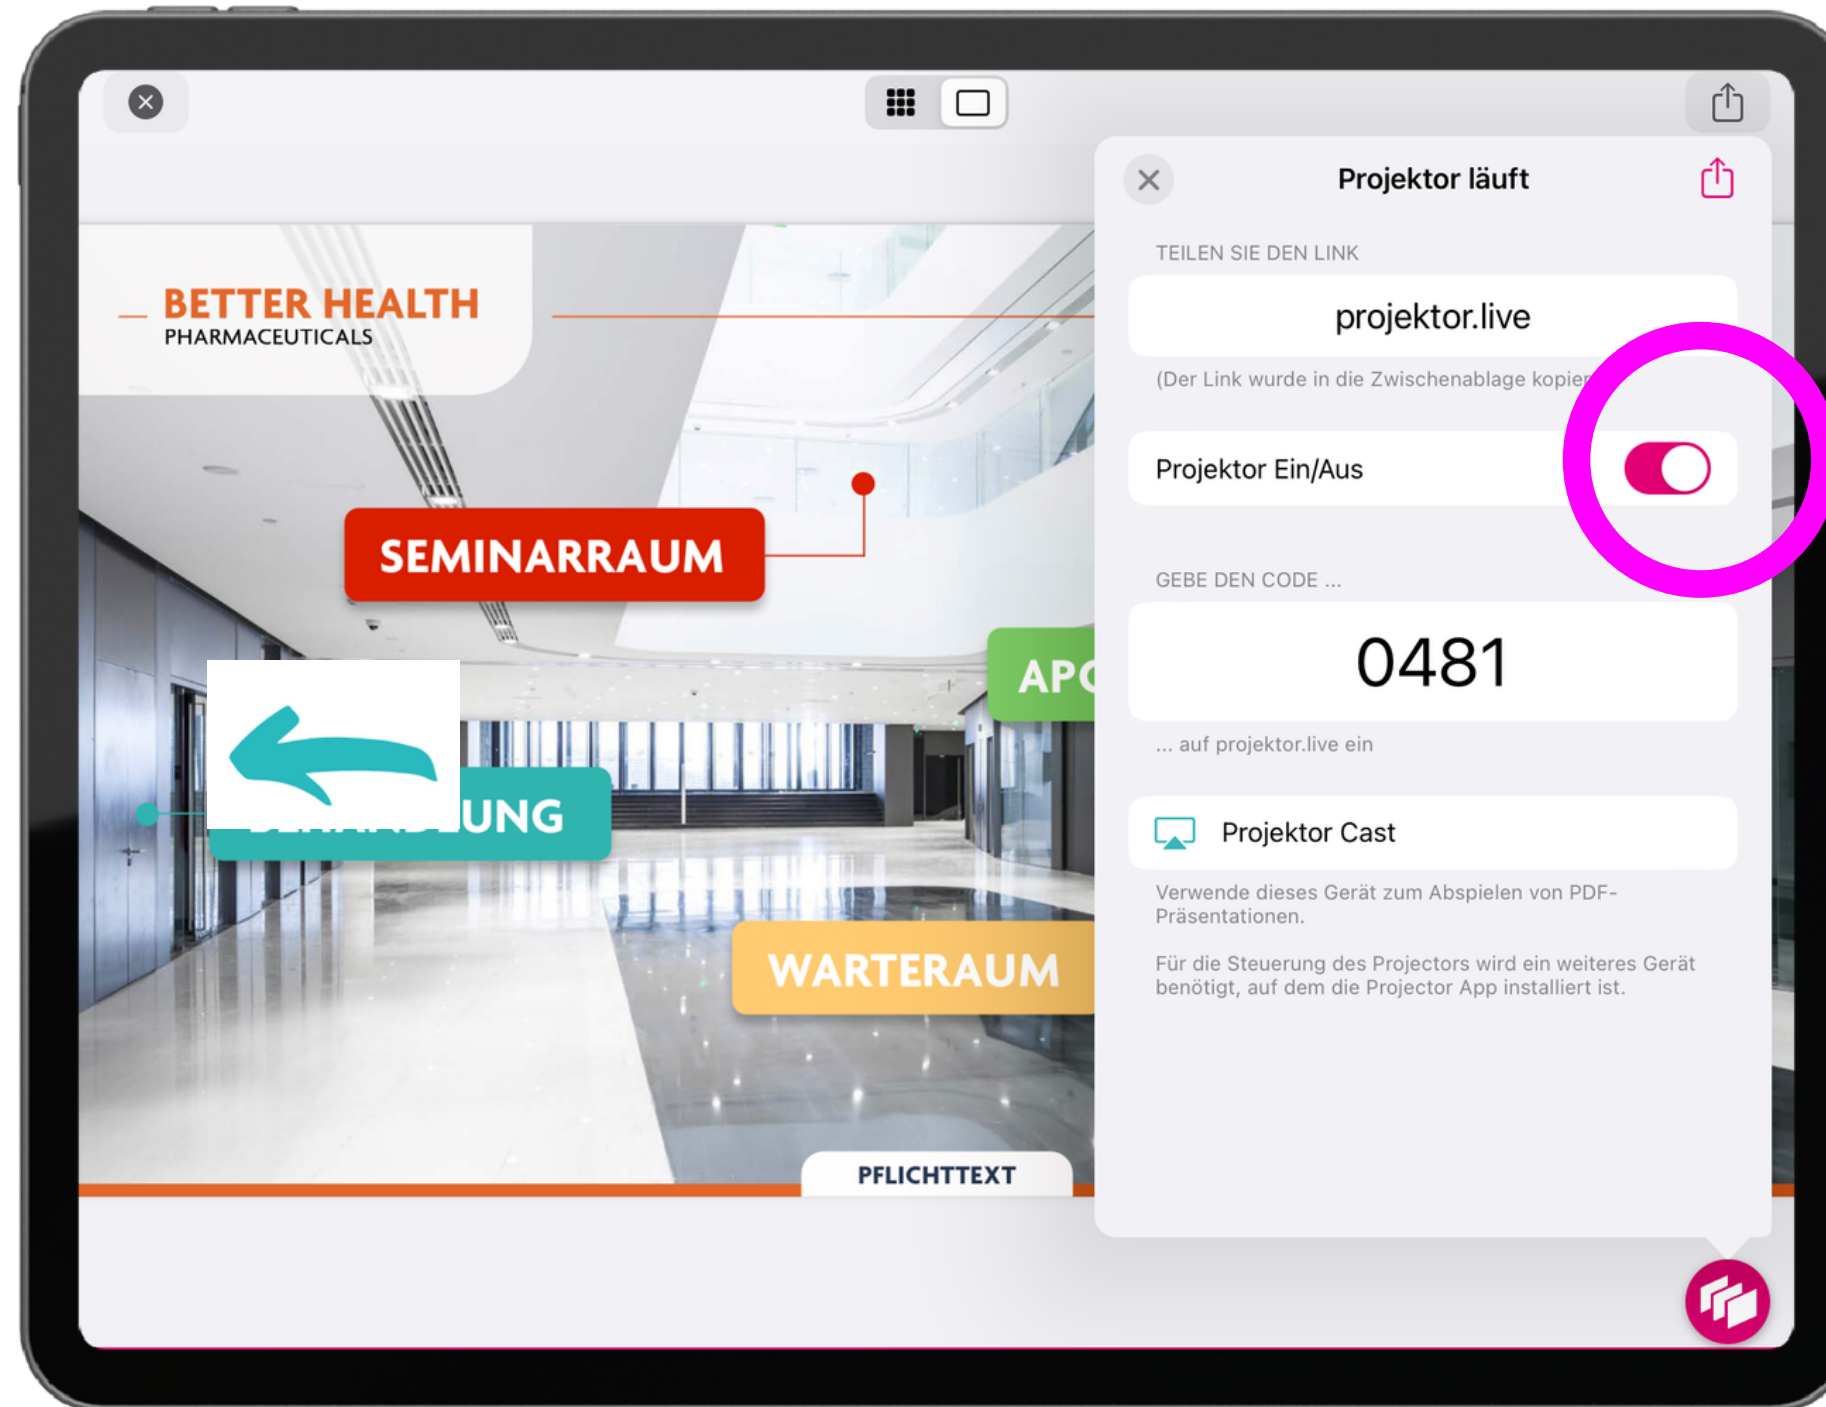 BETTER HEALTH
PHARMACEUTICALS
SEMINARRAUM
UNG
WARTERAUM
PFLICHTTEXT
Projektor läuft
TEILEN SIE DEN LINK
projektor.live
(Der Link wurde in die Zwischenablage
Projektor Ein/Aus
GEBE DEN CODE ...
0481
... auf projektor.live ein
Projektor Cast
Verwende dieses Gerät zum Abspielen von PDF-
Präsentationen.
Für die Steuerung des Projectors wird ein weiteres Gerät
benötigt, auf dem die Projector App installiert ist.